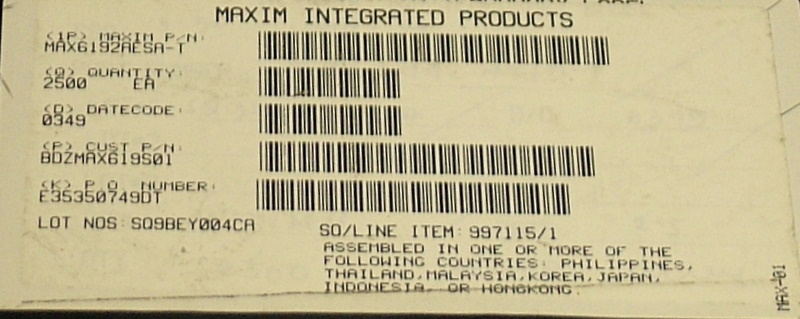 MAXIM INTEGRATED PRODUCTS
(1P) MAXIM P/N:
MAX6192AESA-T
(Q) QUANTITY:
2500 EA
(D) DATECODE:
0349
(P) CUST P/N:
BDZMAX619S01
(K) P.O. NUMBER:
E35350749DT
LOT NOS: SQ9BEY004CA
SO/LINE ITEM: 997115/1
ASSEMBLED IN ONE OR MORE OF THE
FOLLOWING COUNTRIES: PHILIPPINES,
THAILAND, MALAYSIA, KOREA, JAPAN,
INDONESIA, OR HONGKONG.
MAX-01